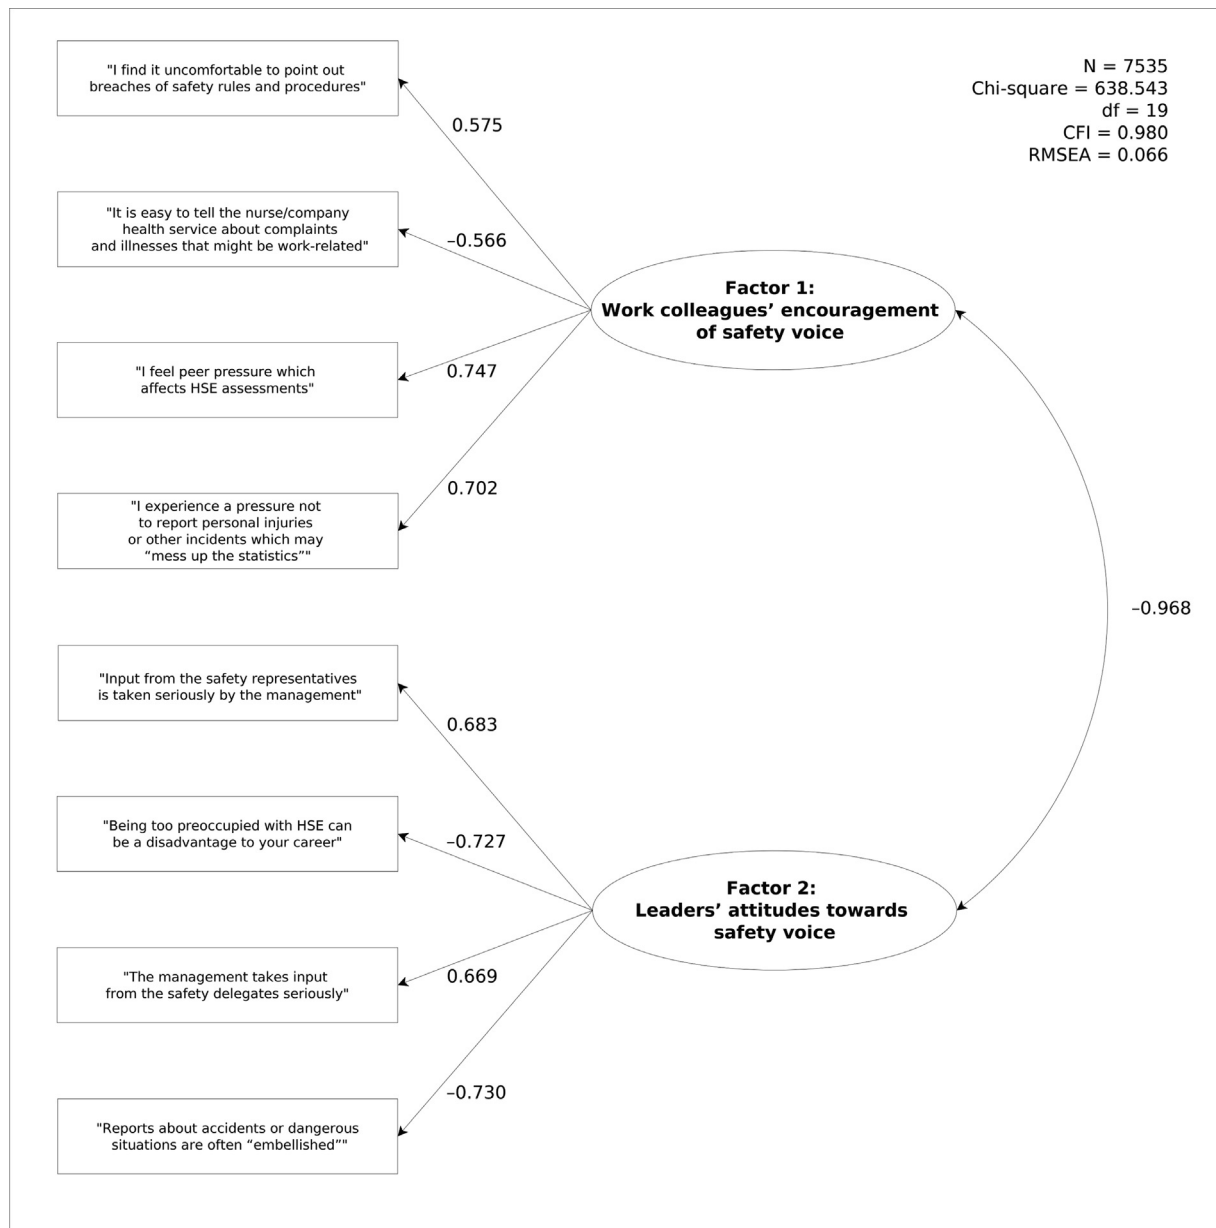 "I find it uncomfortable to point out
breaches of safety rules and procedures"
N = 7535
Chi-square = 638.543
df = 19
CFI = 0.980
RMSEA = 0.066
0.575
"It is easy to tell the nurse/company
health service about complaints
and illnesses that might be work-related"
–0.566
Factor 1:
Work colleagues’ encouragement
of safety voice
"I feel peer pressure which
affects HSE assessments"
0.747
"I experience a pressure not
to report personal injuries
or other incidents which may
“mess up the statistics”"
0.702
–0.968
"Input from the safety representatives
is taken seriously by the management"
0.683
"Being too preoccupied with HSE can
be a disadvantage to your career"
–0.727
Factor 2:
Leaders’ attitudes towards
safety voice
"The management takes input
from the safety delegates seriously"
0.669
"Reports about accidents or dangerous
situations are often “embellished”"
–0.730